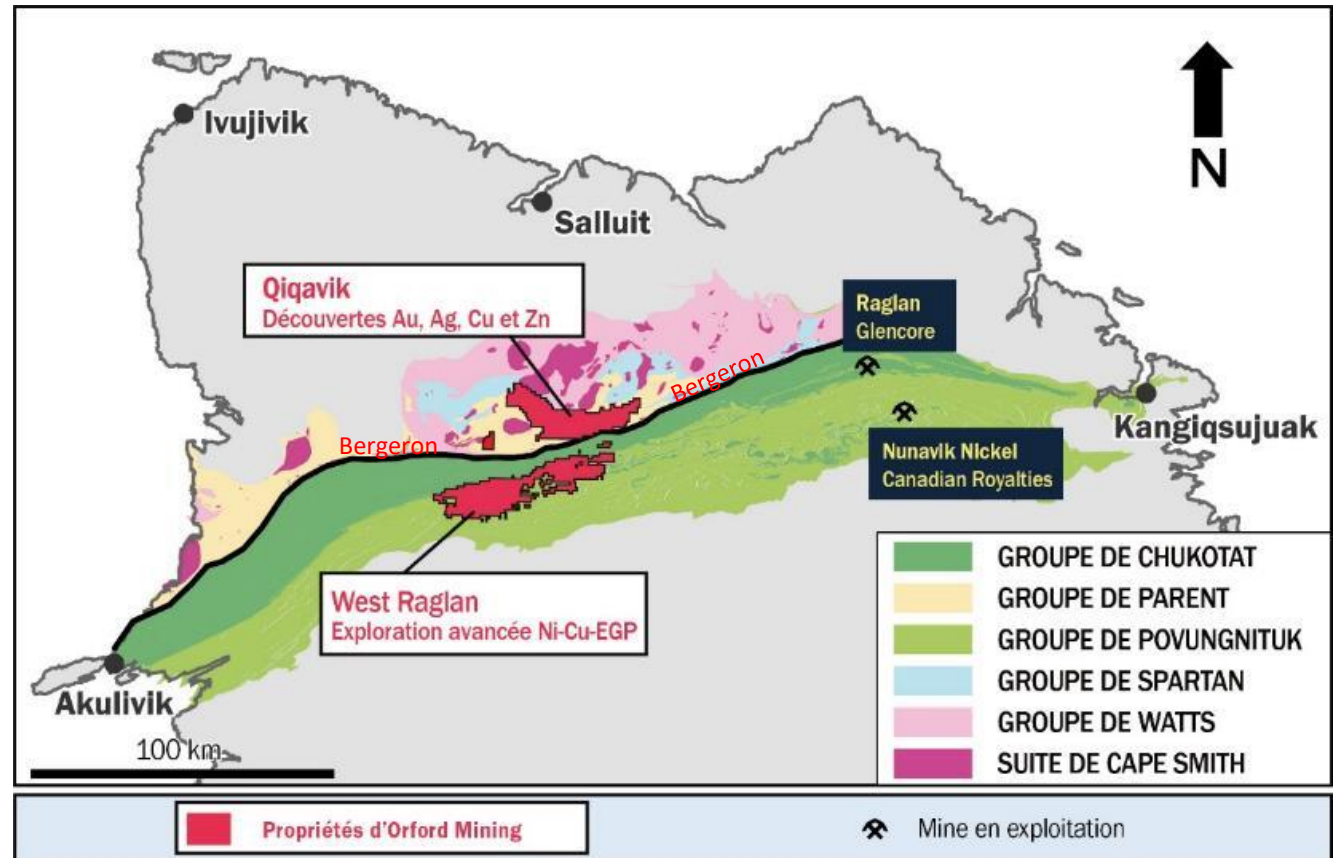 Ivujivik
N
Salluit
Qiqavik
Découvertes Au, Ag, Cu et Zn
Raglan
Glencore
Bergeron
Bergeron
Kangiqsujuak
Nunavik NIckel
Canadian Royalties
West Raglan
Exploration avancée Ni-Cu-EGP
Akulivik
100 km
GROUPE DE CHUKOTAT
GROUPE DE PARENT
GROUPE DE POVUNGNITUK
GROUPE DE SPARTAN
GROUPE DE WATTS
SUITE DE CAPE SMITH
Propriétés d'Orford Mining
Mine en exploitation